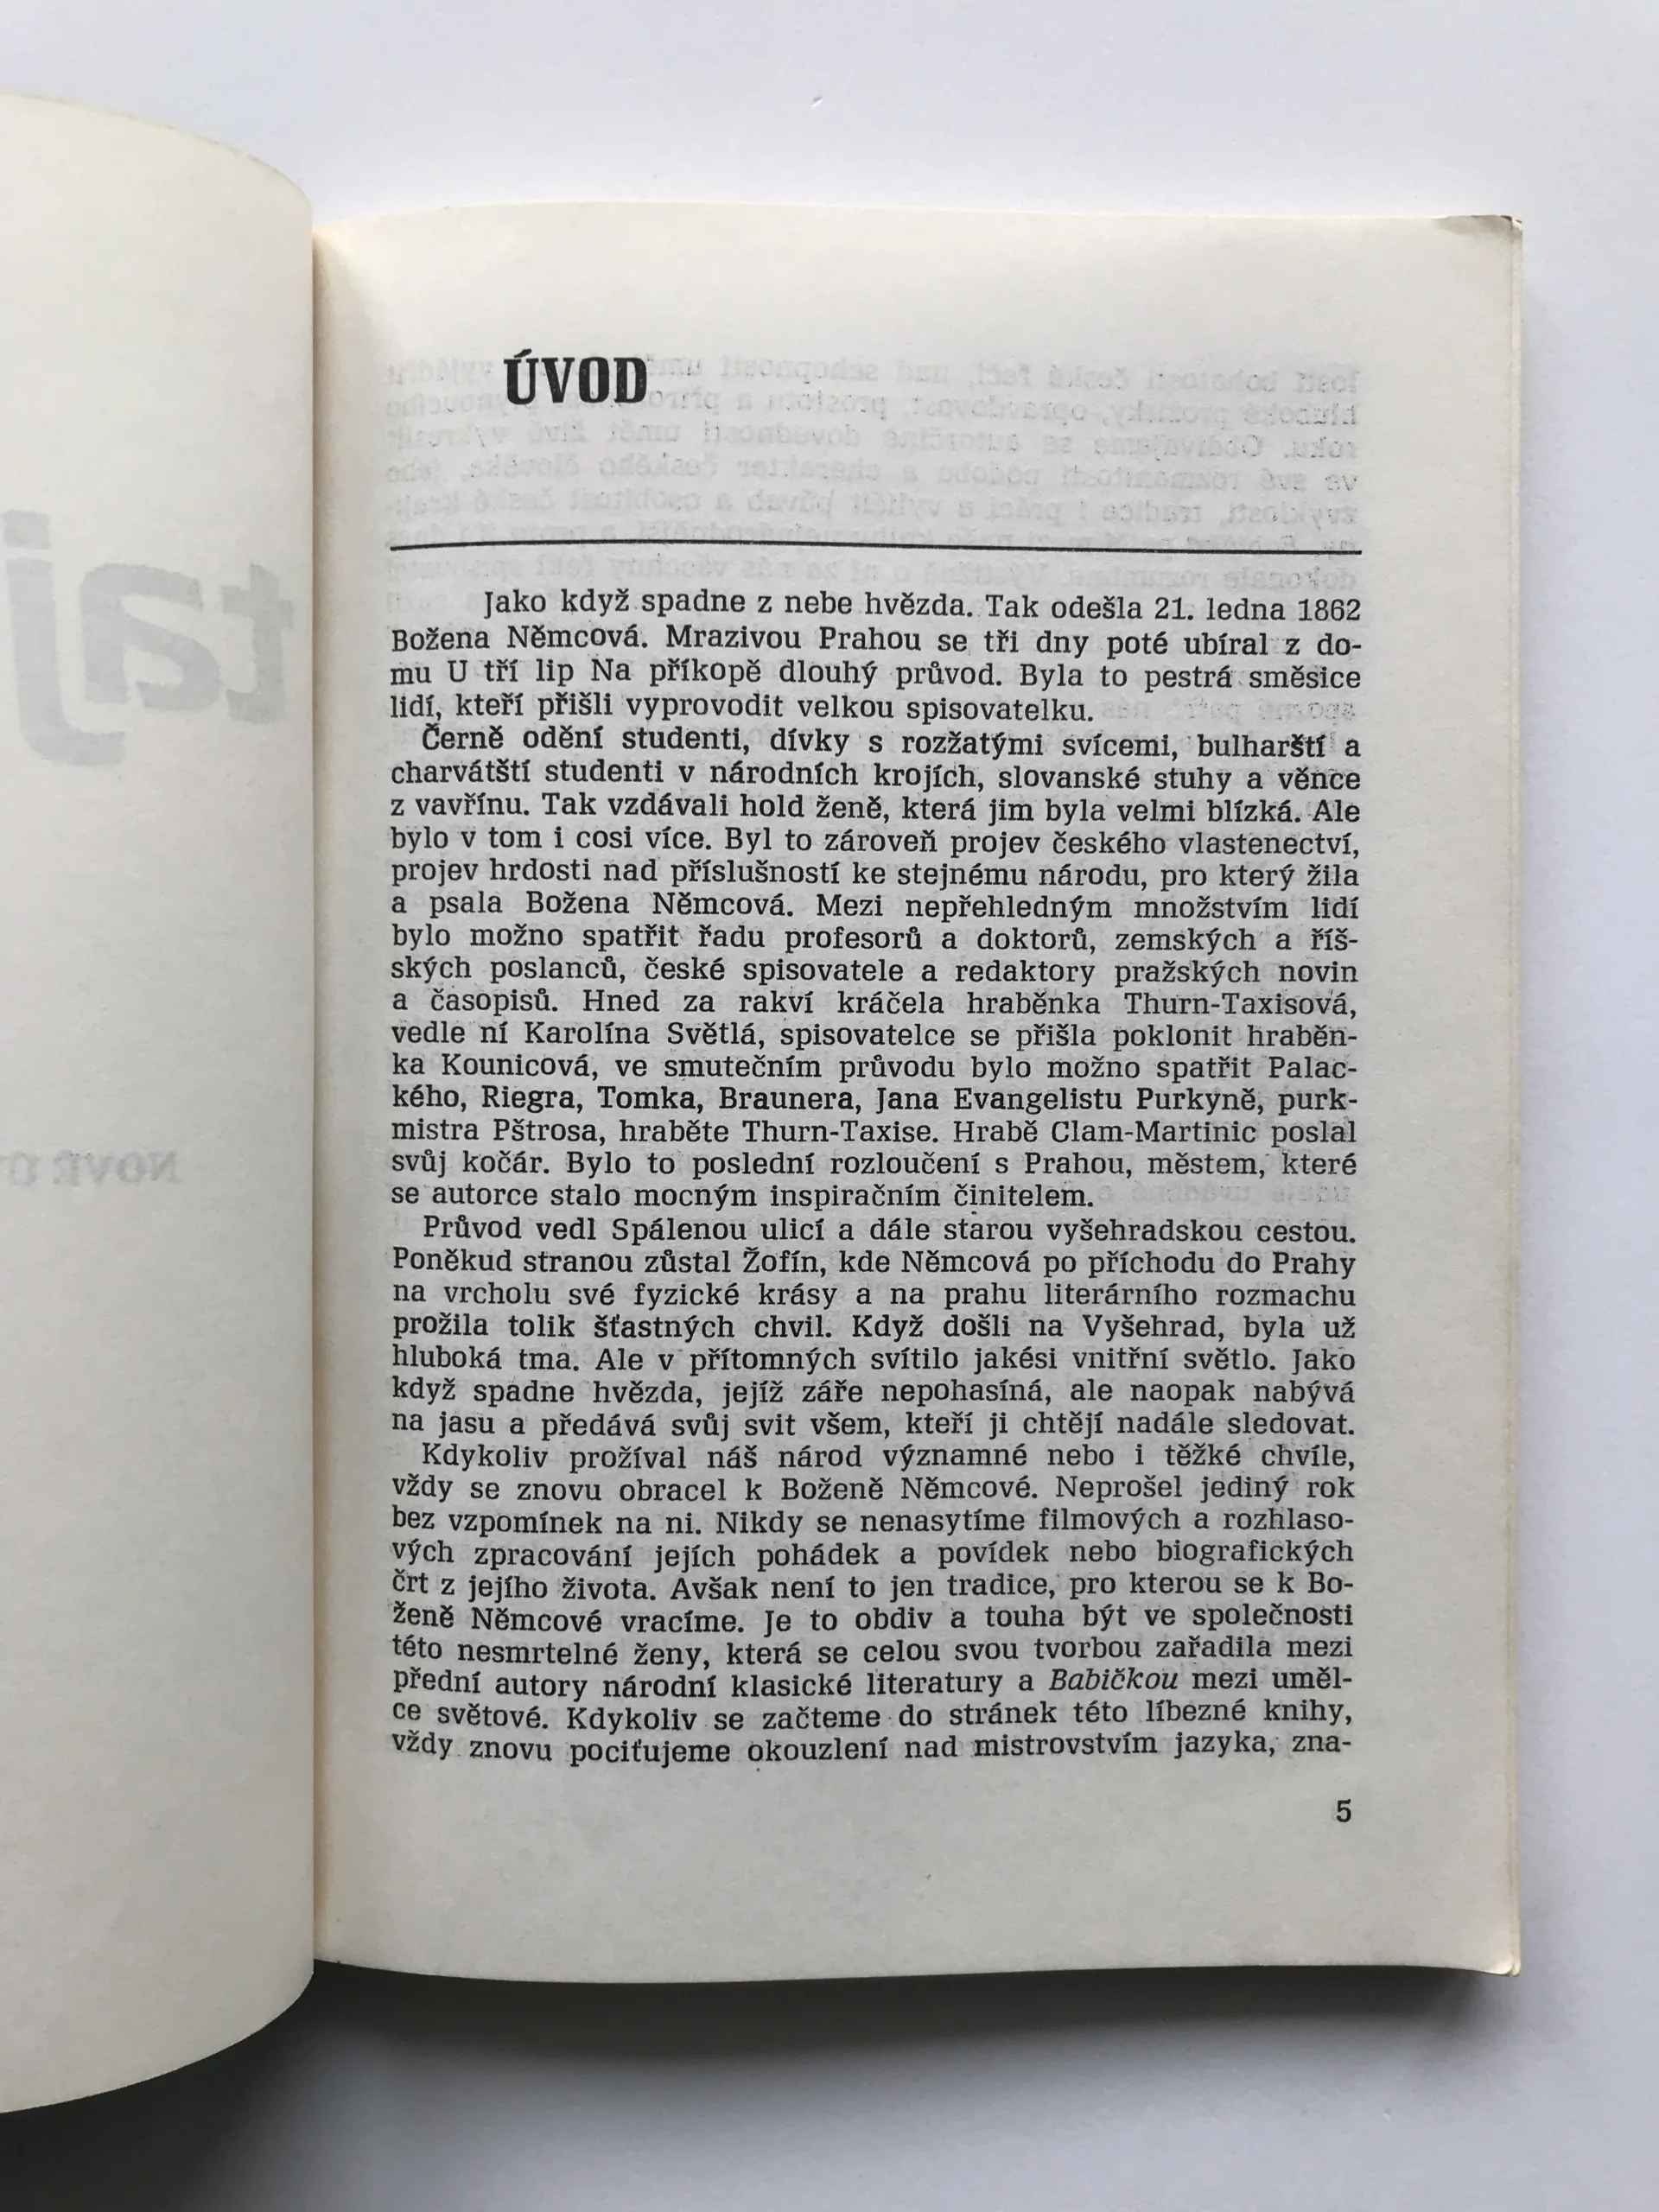 ÚVOD
Jako když spadne z nebe hvězda. Tak odešla 21. ledna 1862
Božena Němcová. Mrazivou Prahou se tři dny poté ubíral z do-
mu U tří lip Na příkopě dlouhý průvod. Byla to pestrá směsice
lidí, kteří přišli vyprovodit velkou spisovatelku.
Černě odění studenti, dívky s rozžatými svícemi, bulharští a
charvátští studenti v národních krojích, slovanské stuhy a věnce
z vavřínu. Tak vzdávali hold ženě, která jim byla velmi blízká. Ale
bylo v tom i cosi více. Byl to zároveň projev českého vlastenectví,
projev hrdosti nad příslušností ke stejnému národu, pro který žila
a psala Božena Němcová. Mezi nepřehledným množstvím lidí
bylo možno spatřit řadu profesorů a doktorů, zemských a říš-
ských poslanců, české spisovatele a redaktory pražských novin
a časopisů. Hned za rakví kráčela hraběnka Thurn-Taxisová,
vedle ní Karolína Světlá, spisovatelce se přišla poklonit hraběn-
ka Kounicová, ve smutečním průvodu bylo možno spatřit Palac-
kého, Riegra, Tomka, Braunera, Jana Evangelistu Purkyně, purk-
mistra Pštrosa, hraběte Thurn-Taxise. Hrabě Clam-Martinic poslal
svůj kočár. Bylo to poslední rozloučení s Prahou, městem, které
se autorce stalo mocným inspiračním činitelem.
Průvod vedl Spálenou ulicí a dále starou vyšehradskou cestou.
Poněkud stranou zůstal Žofín, kde Němcová po příchodu do Prahy
na vrcholu své fyzické krásy a na prahu literárního rozmachu
prožila tolik šťastných chvil. Když došli na Vyšehrad, byla už
hluboká tma. Ale v přítomných svítilo jakési vnitřní světlo. Jako
když spadne hvězda, jejíž záře nepohasíná, ale naopak nabývá
na jasu a předává svůj svit všem, kteří ji chtějí nadále sledovat.
Kdykoliv prožíval náš národ významné nebo i těžké chvíle,
vždy se znovu obracel k Boženě Němcové. Neprošel jediný rok
bez vzpomínek na ni. Nikdy se nenasytíme filmových a rozhlaso-
vých zpracování jejích pohádek a povídek nebo biografických
črt z jejího života. Avšak není to jen tradice, pro kterou se k Bo-
ženě Němcové vracíme. Je to obdiv a touha být ve společnosti
této nesmrtelné ženy, která se celou svou tvorbou zařadila mezi
přední autory národní klasické literatury a Babičkou mezi uměl-
ce světové. Kdykoliv se začteme do stránek této líbezné knihy,
vždy znovu pociťujeme okouzlení nad mistrovstvím jazyka, zna-
5